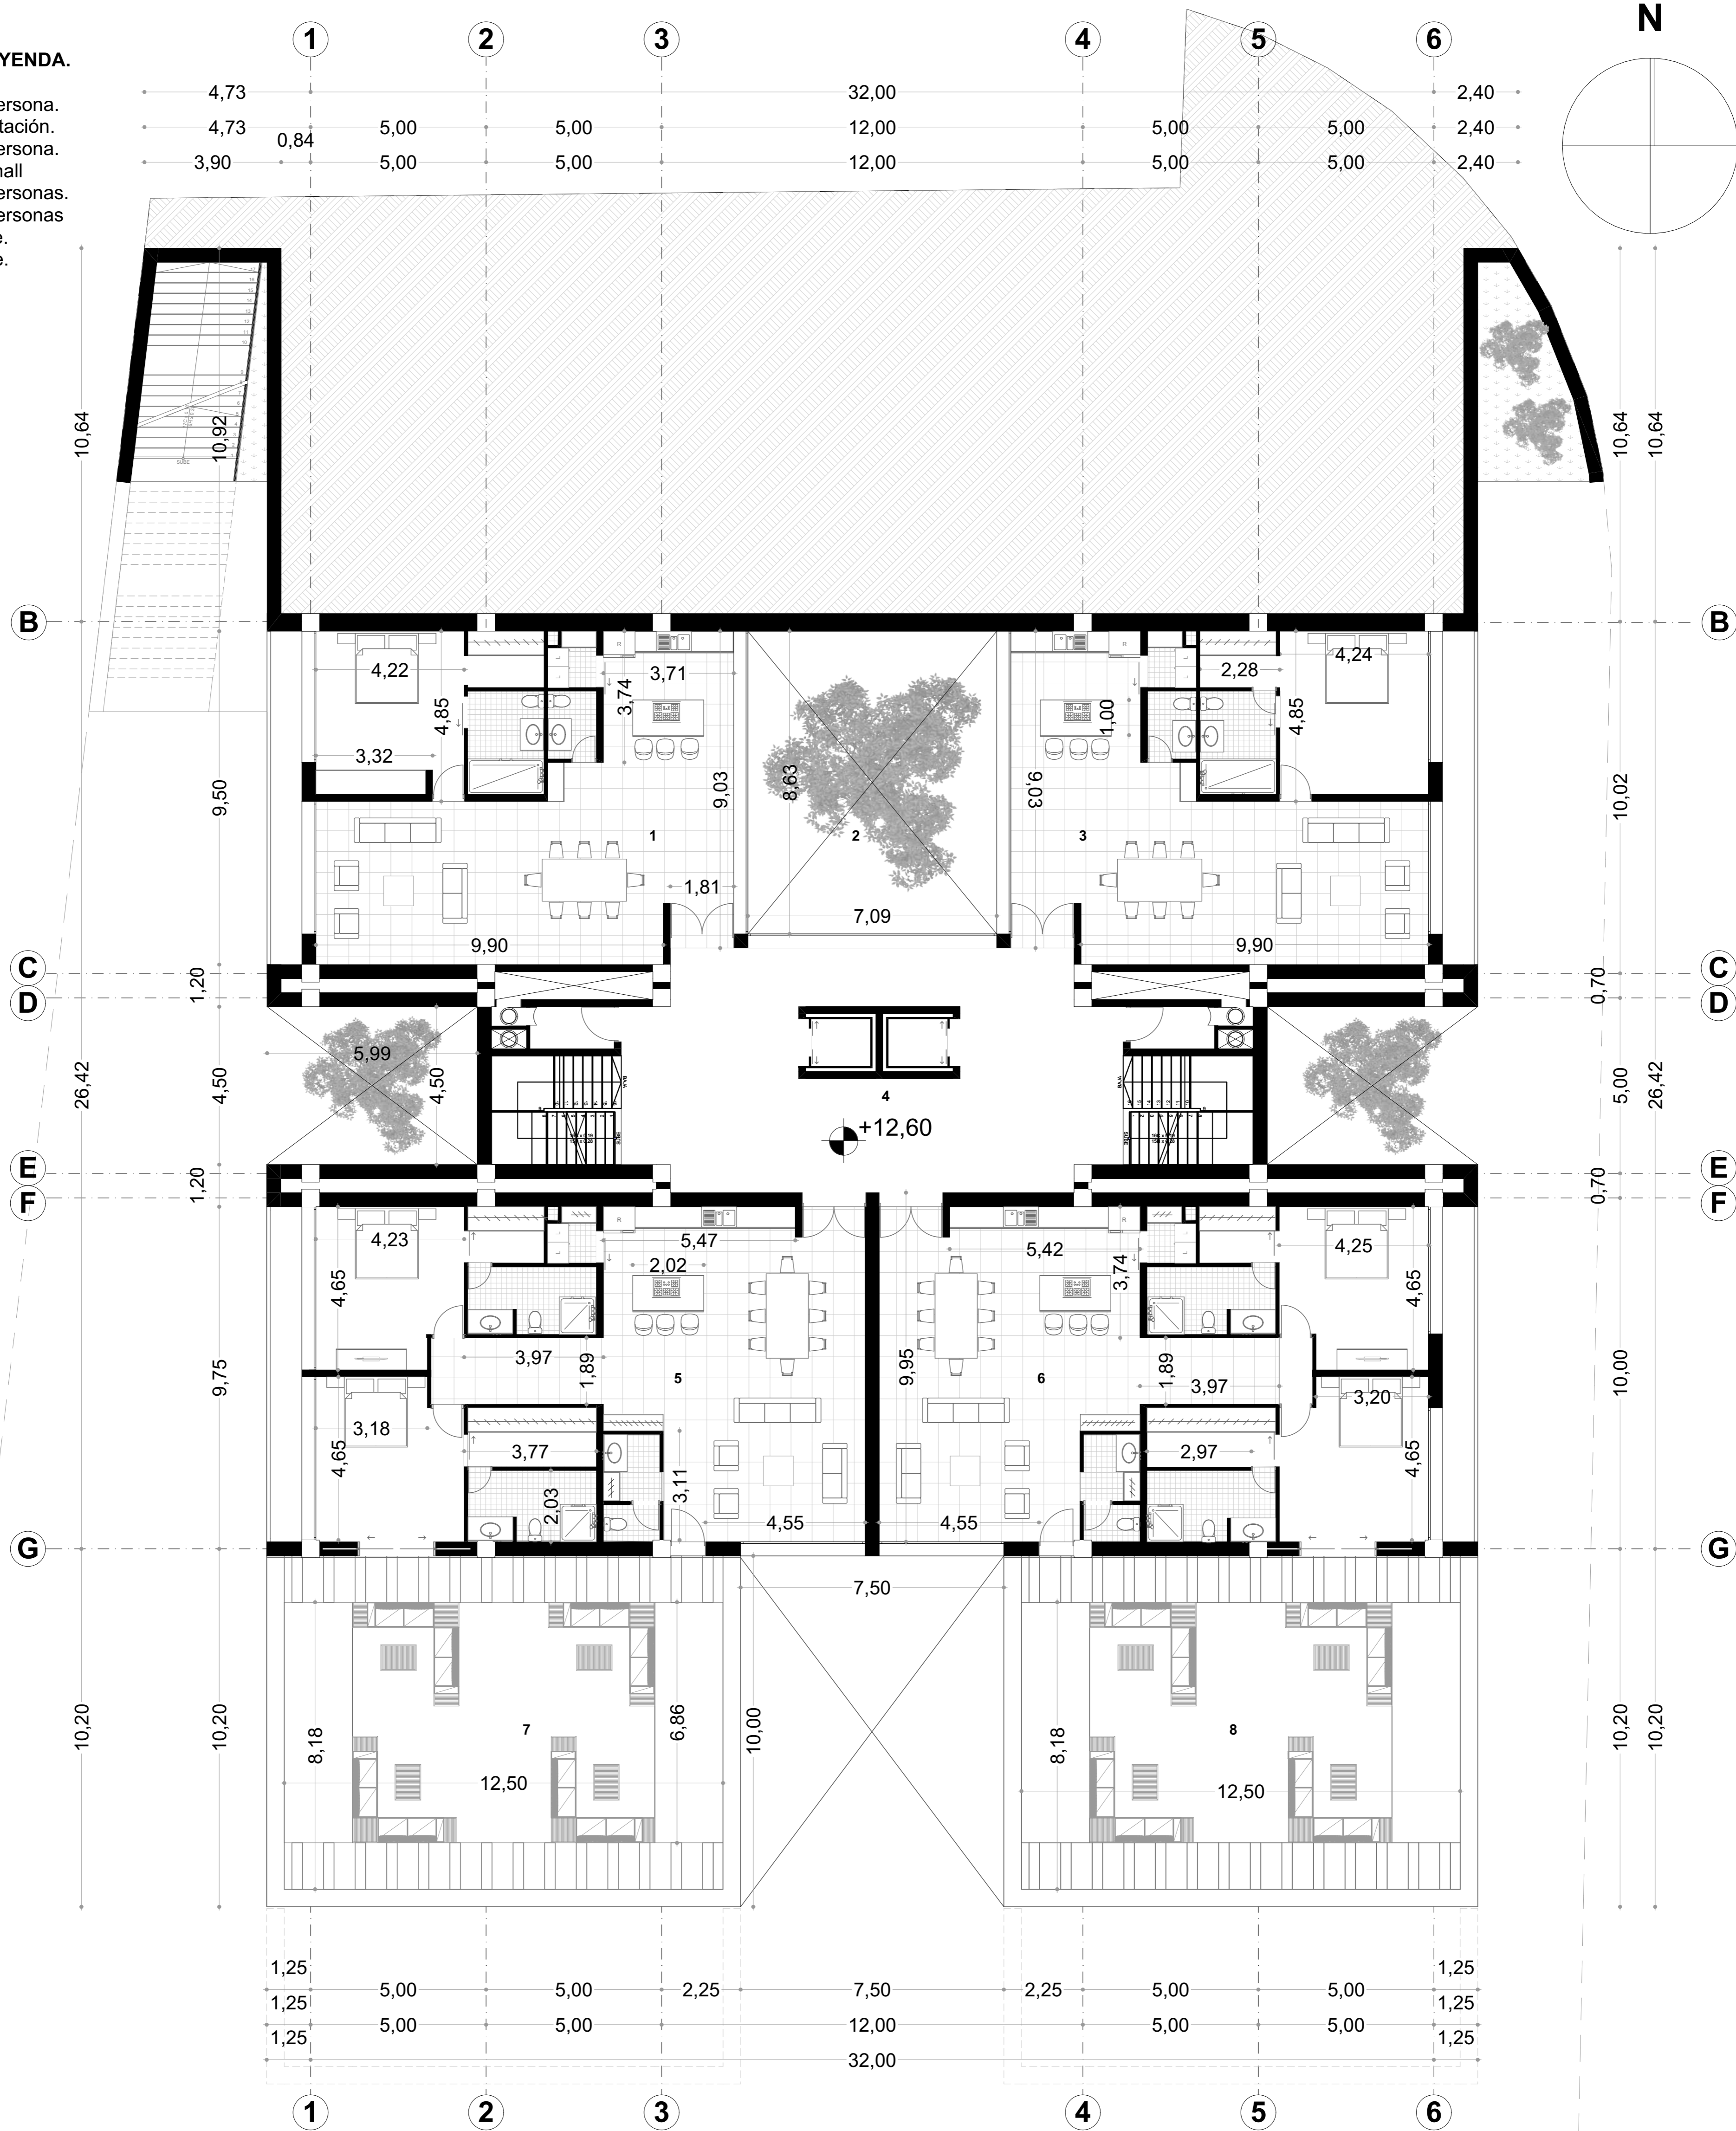 N
1 2 3 4 5 6
YENDA.
4,73 32,00 2,40
ersona.
tación.
4,73 5,00 5,00 12,00 5,00 5,00 2,40
0,84
ersona.
3,90 5,00 5,00 12,00 5,00 5,00 2,40
hall
ersonas.
ersonas
e.
e.
10,64 10,92 10,64 10,64
B B
4,22 3,71 2,28 4,24
R R
4,85 3,74 1,00 4,85
3,32
9,50 9,03 8,63 9,03 10,02
1 2 3
1,81
7,09
9,90 9,90
C C
1,20 0,70
D D
5,99
26,42 4,50 4,50 5,00 26,42
BAJA BAJA
4
+12,60
E E
1,20 0,70
F F
R R
4,23 5,47 5,42 4,25
2,02
4,65 3,74 4,65
3,97 1,89 9,95 1,89 3,97
9,75 5 6 10,00
3,18 3,20
4,65 3,77 2,97 4,65
2,03 3,11
4,55 4,55
G G
7,50
7 8
10,20 10,20 8,18 6,86 10,00 8,18 10,20 10,20
12,50 12,50
1,25 1,25
5,00 5,00 2,25 7,50 2,25 5,00 5,00
1,25 1,25
5,00 5,00 12,00 5,00 5,00
1,25 1,25
32,00
1 2 3 4 5 6